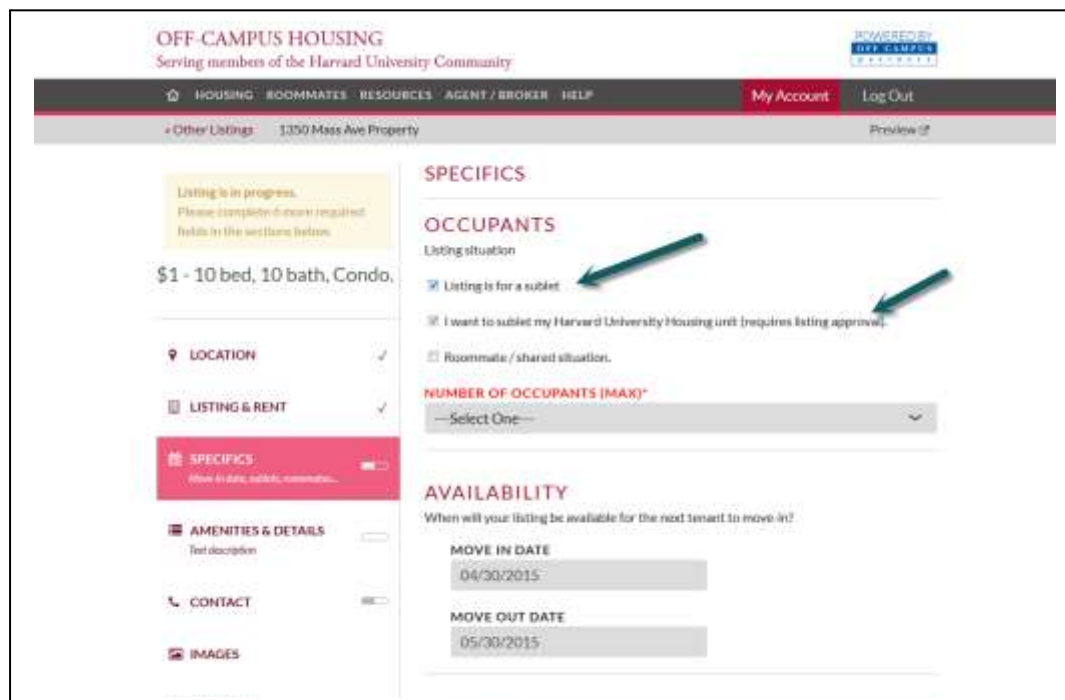 OFF-CAMPUS HOUSING
Serving members of the Harvard University Community
POWERED BY
OFF CAMPUS
PARTNERS
HOUSING ROOMMATES RESOURCES AGENT / BROKER HELP My Account Log Out
« Other Listings 1350 Mass Ave Property Preview
Listing is in progress.
Please complete 6 more required
fields in the sections below.
$1 - 10 bed, 10 bath, Condo.
LOCATION
LISTING & RENT
SPECIFICS
Move-in date, sublets, roommates...
AMENITIES & DETAILS
Text description
CONTACT
IMAGES
SPECIFICS
OCCUPANTS
Listing situation
Listing is for a sublet
I want to sublet my Harvard University Housing unit (requires listing approval).
Roommate / shared situation.
NUMBER OF OCCUPANTS (MAX)*
---Select One---
AVAILABILITY
When will your listing be available for the next tenant to move-in?
MOVE IN DATE
04/30/2015
MOVE OUT DATE
05/30/2015